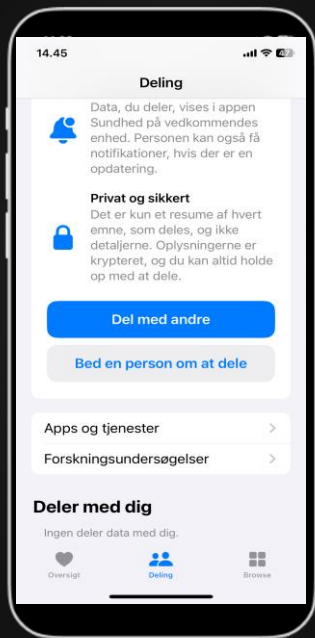 14.45
47
Deling
Data, du deler, vises i appen
Sundhed på vedkommendes
enhed. Personen kan også få
notifikationer, hvis der er en
opdatering.
Privat og sikkert
Det er kun et resume af hvert
emne, som deles, og ikke
detaljerne. Oplysningerne er
krypteret, og du kan altid holde
op med at dele.
Del med andre
Bed en person om at dele
Apps og tjenester
Forskningsundersøgelser
Deler med dig
Ingen deler data med dig.
Oversigt
Deling
Browse